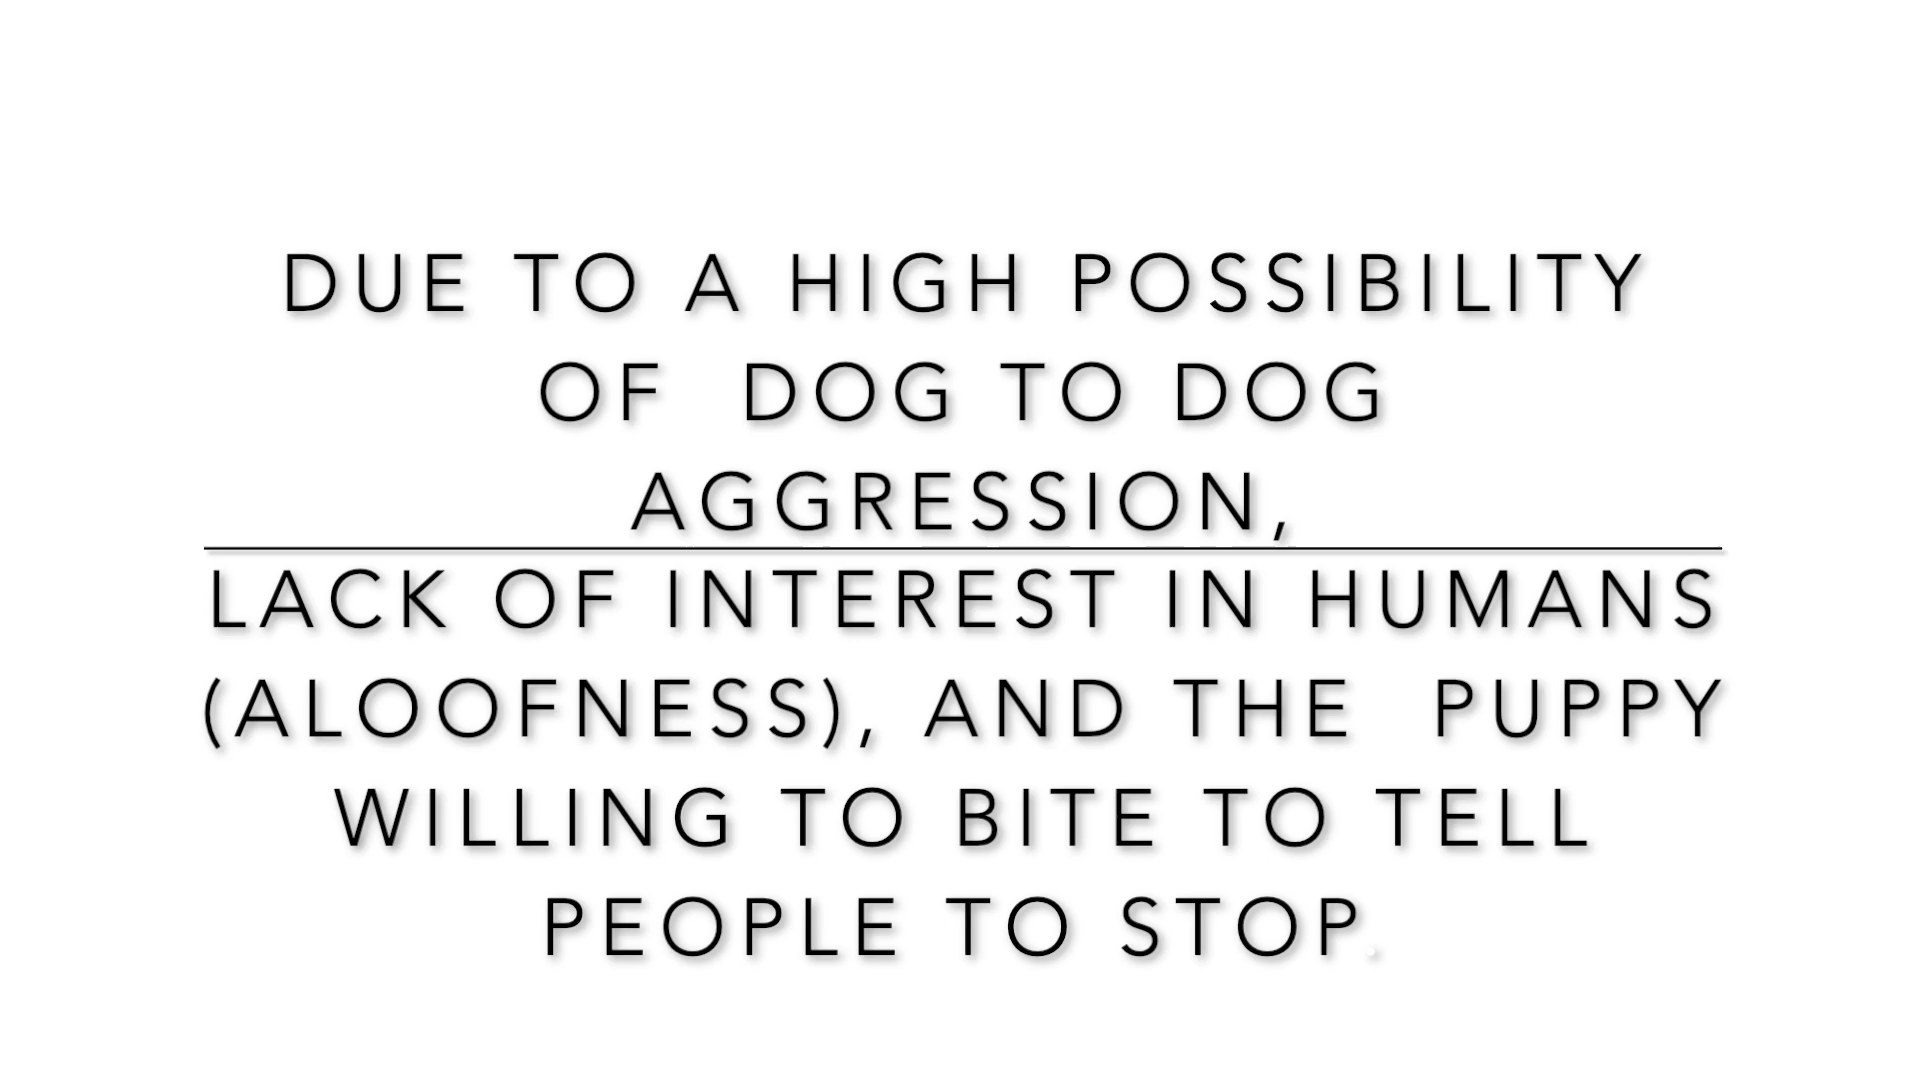 DUE TO A HIGH POSSIBILITY
OF DOG TO DOG
AGGRESSION,
LACK OF INTEREST IN HUMANS
(ALOOFNESS), AND THE PUPPY
WILLING TO BITE TO TELL
PEOPLE TO STOP.